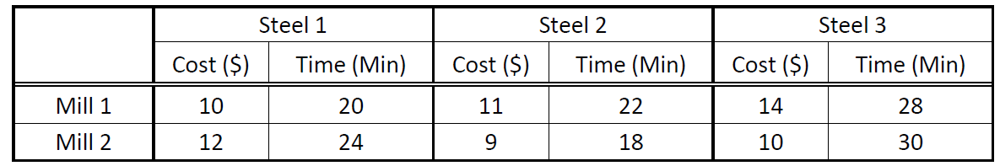 Steel 1 Steel 2 Steel 3
Cost ($) Time (Min) Cost ($) Time (Min) Cost ($) Time (Min)
Mill 1 10 20 11 22 14 28
Mill 2 12 24 9 18 10 30